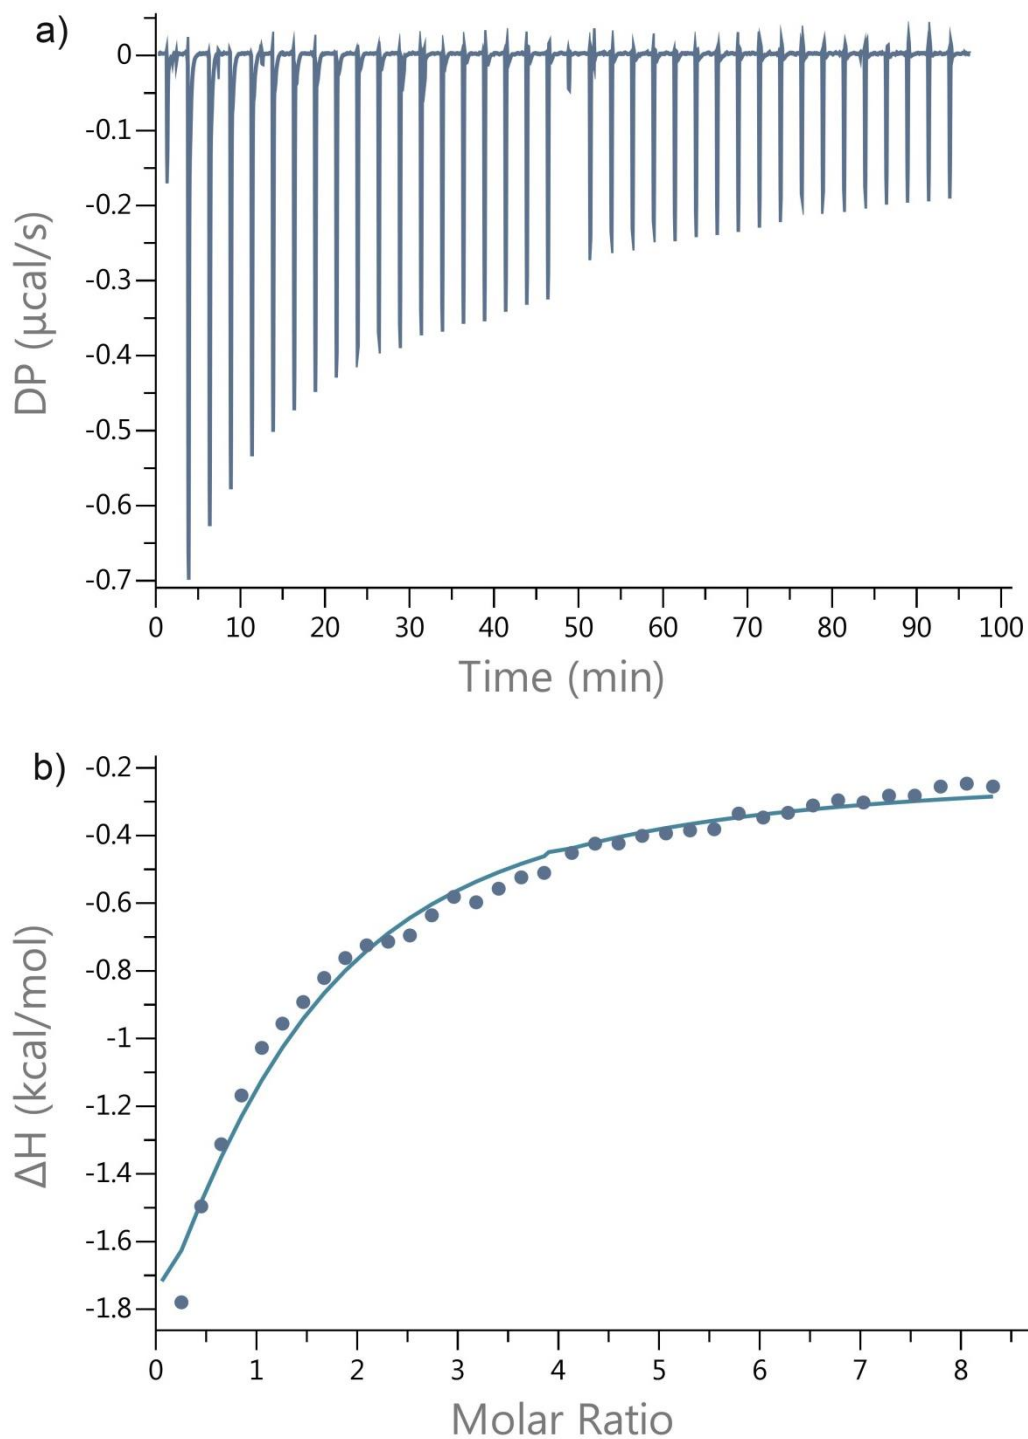 a)
0
-0.1
-0.2
-0.3
-0.4
-0.5
-0.6
-0.7
DP (µcal/s)
0 10 20 30 40 50 60 70 80 90 100
Time (min)
b)
-0.2
-0.4
-0.6
-0.8
-1
-1.2
-1.4
-1.6
-1.8
ΔH (kcal/mol)
0 1 2 3 4 5 6 7 8
Molar Ratio